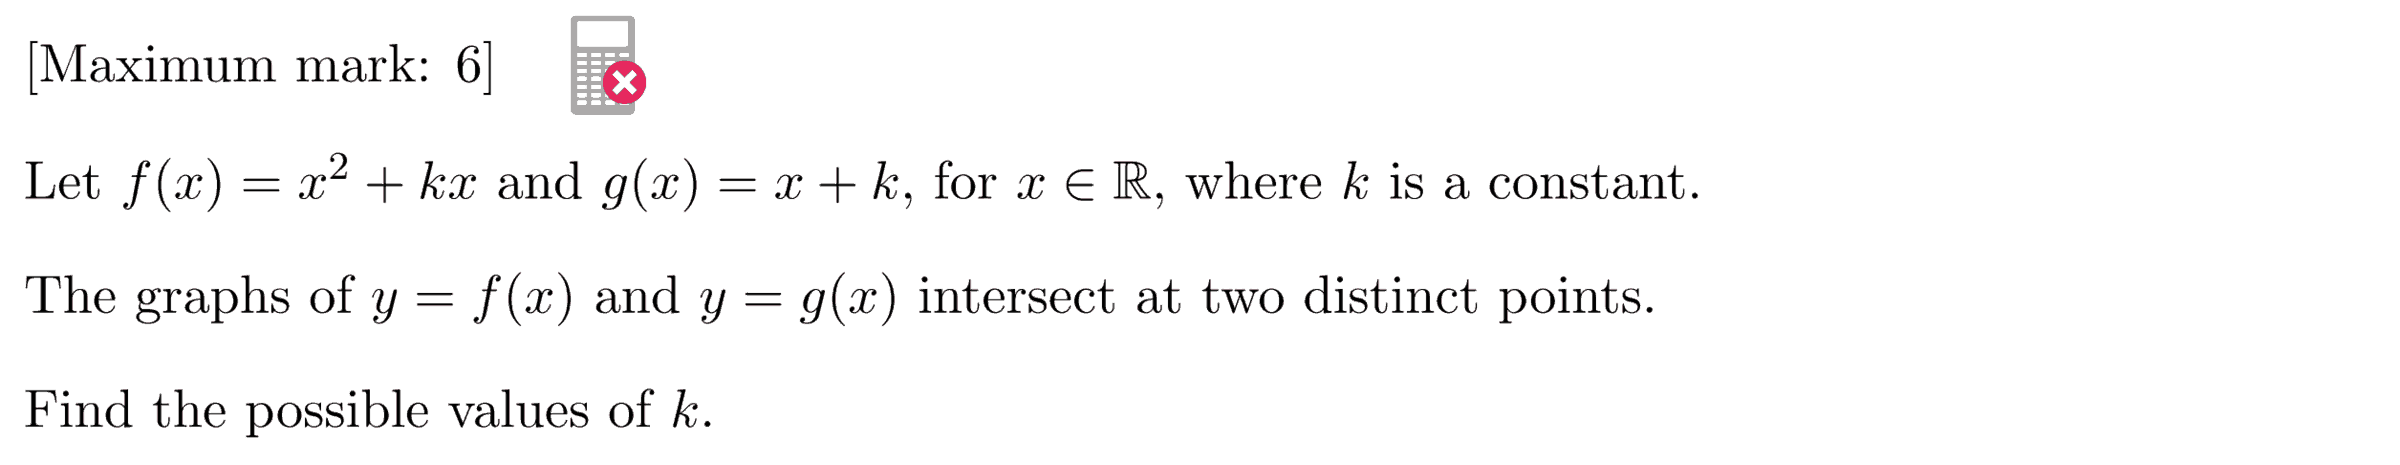 [Maximum mark: 6]
Let f(x) = x² + kx and g(x) = x + k, for x ∈ ℝ, where k is a constant.
The graphs of y = f(x) and y = g(x) intersect at two distinct points.
Find the possible values of k.